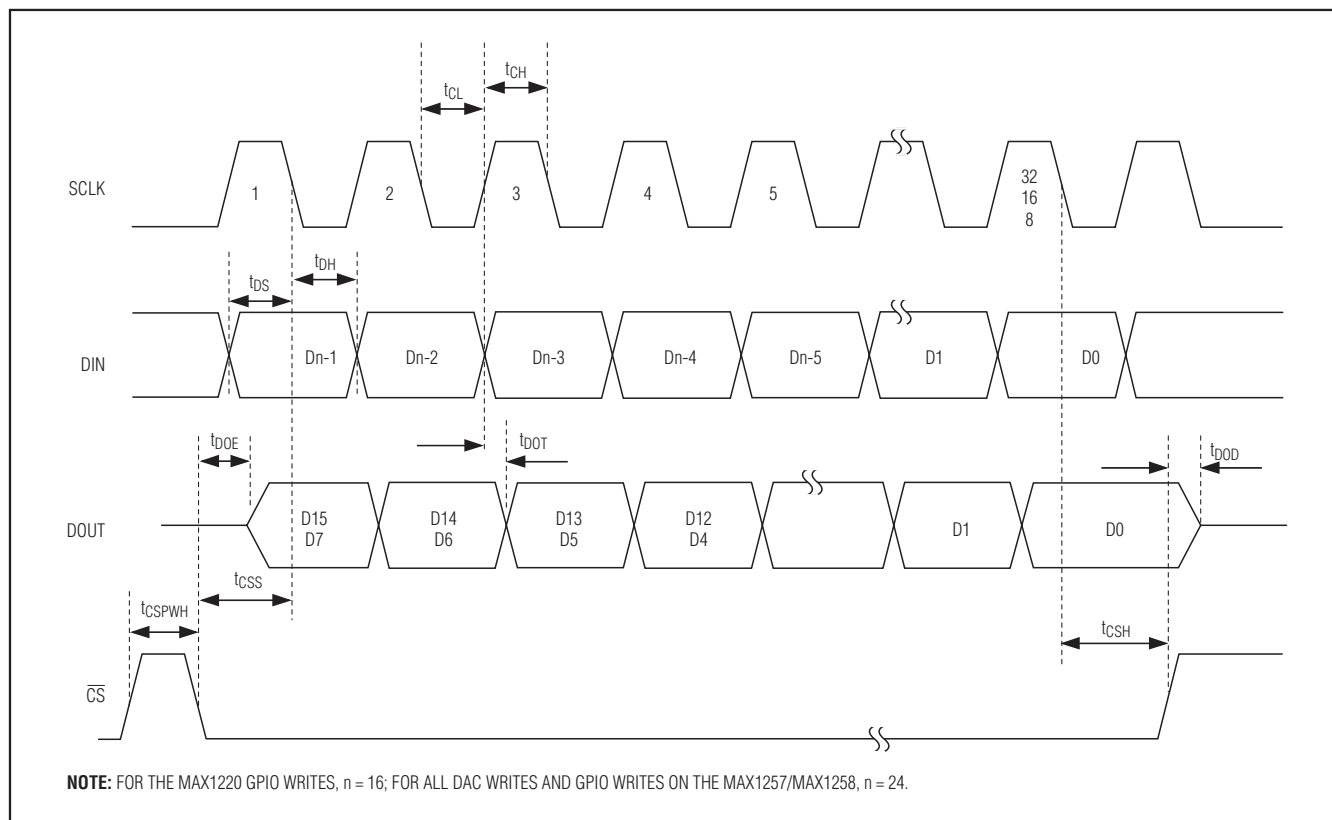 tCL
tCH
SCLK
1
2
3
4
5
32
16
8
tDS
tDH
DIN
Dn-1
Dn-2
Dn-3
Dn-4
Dn-5
D1
D0
tDOE
tDOT
tDOD
DOUT
D15
D7
D14
D6
D13
D5
D12
D4
D1
D0
tCSS
tCSPWH
tCSH
CS
NOTE: FOR THE MAX1220 GPIO WRITES, n = 16; FOR ALL DAC WRITES AND GPIO WRITES ON THE MAX1257/MAX1258, n = 24.